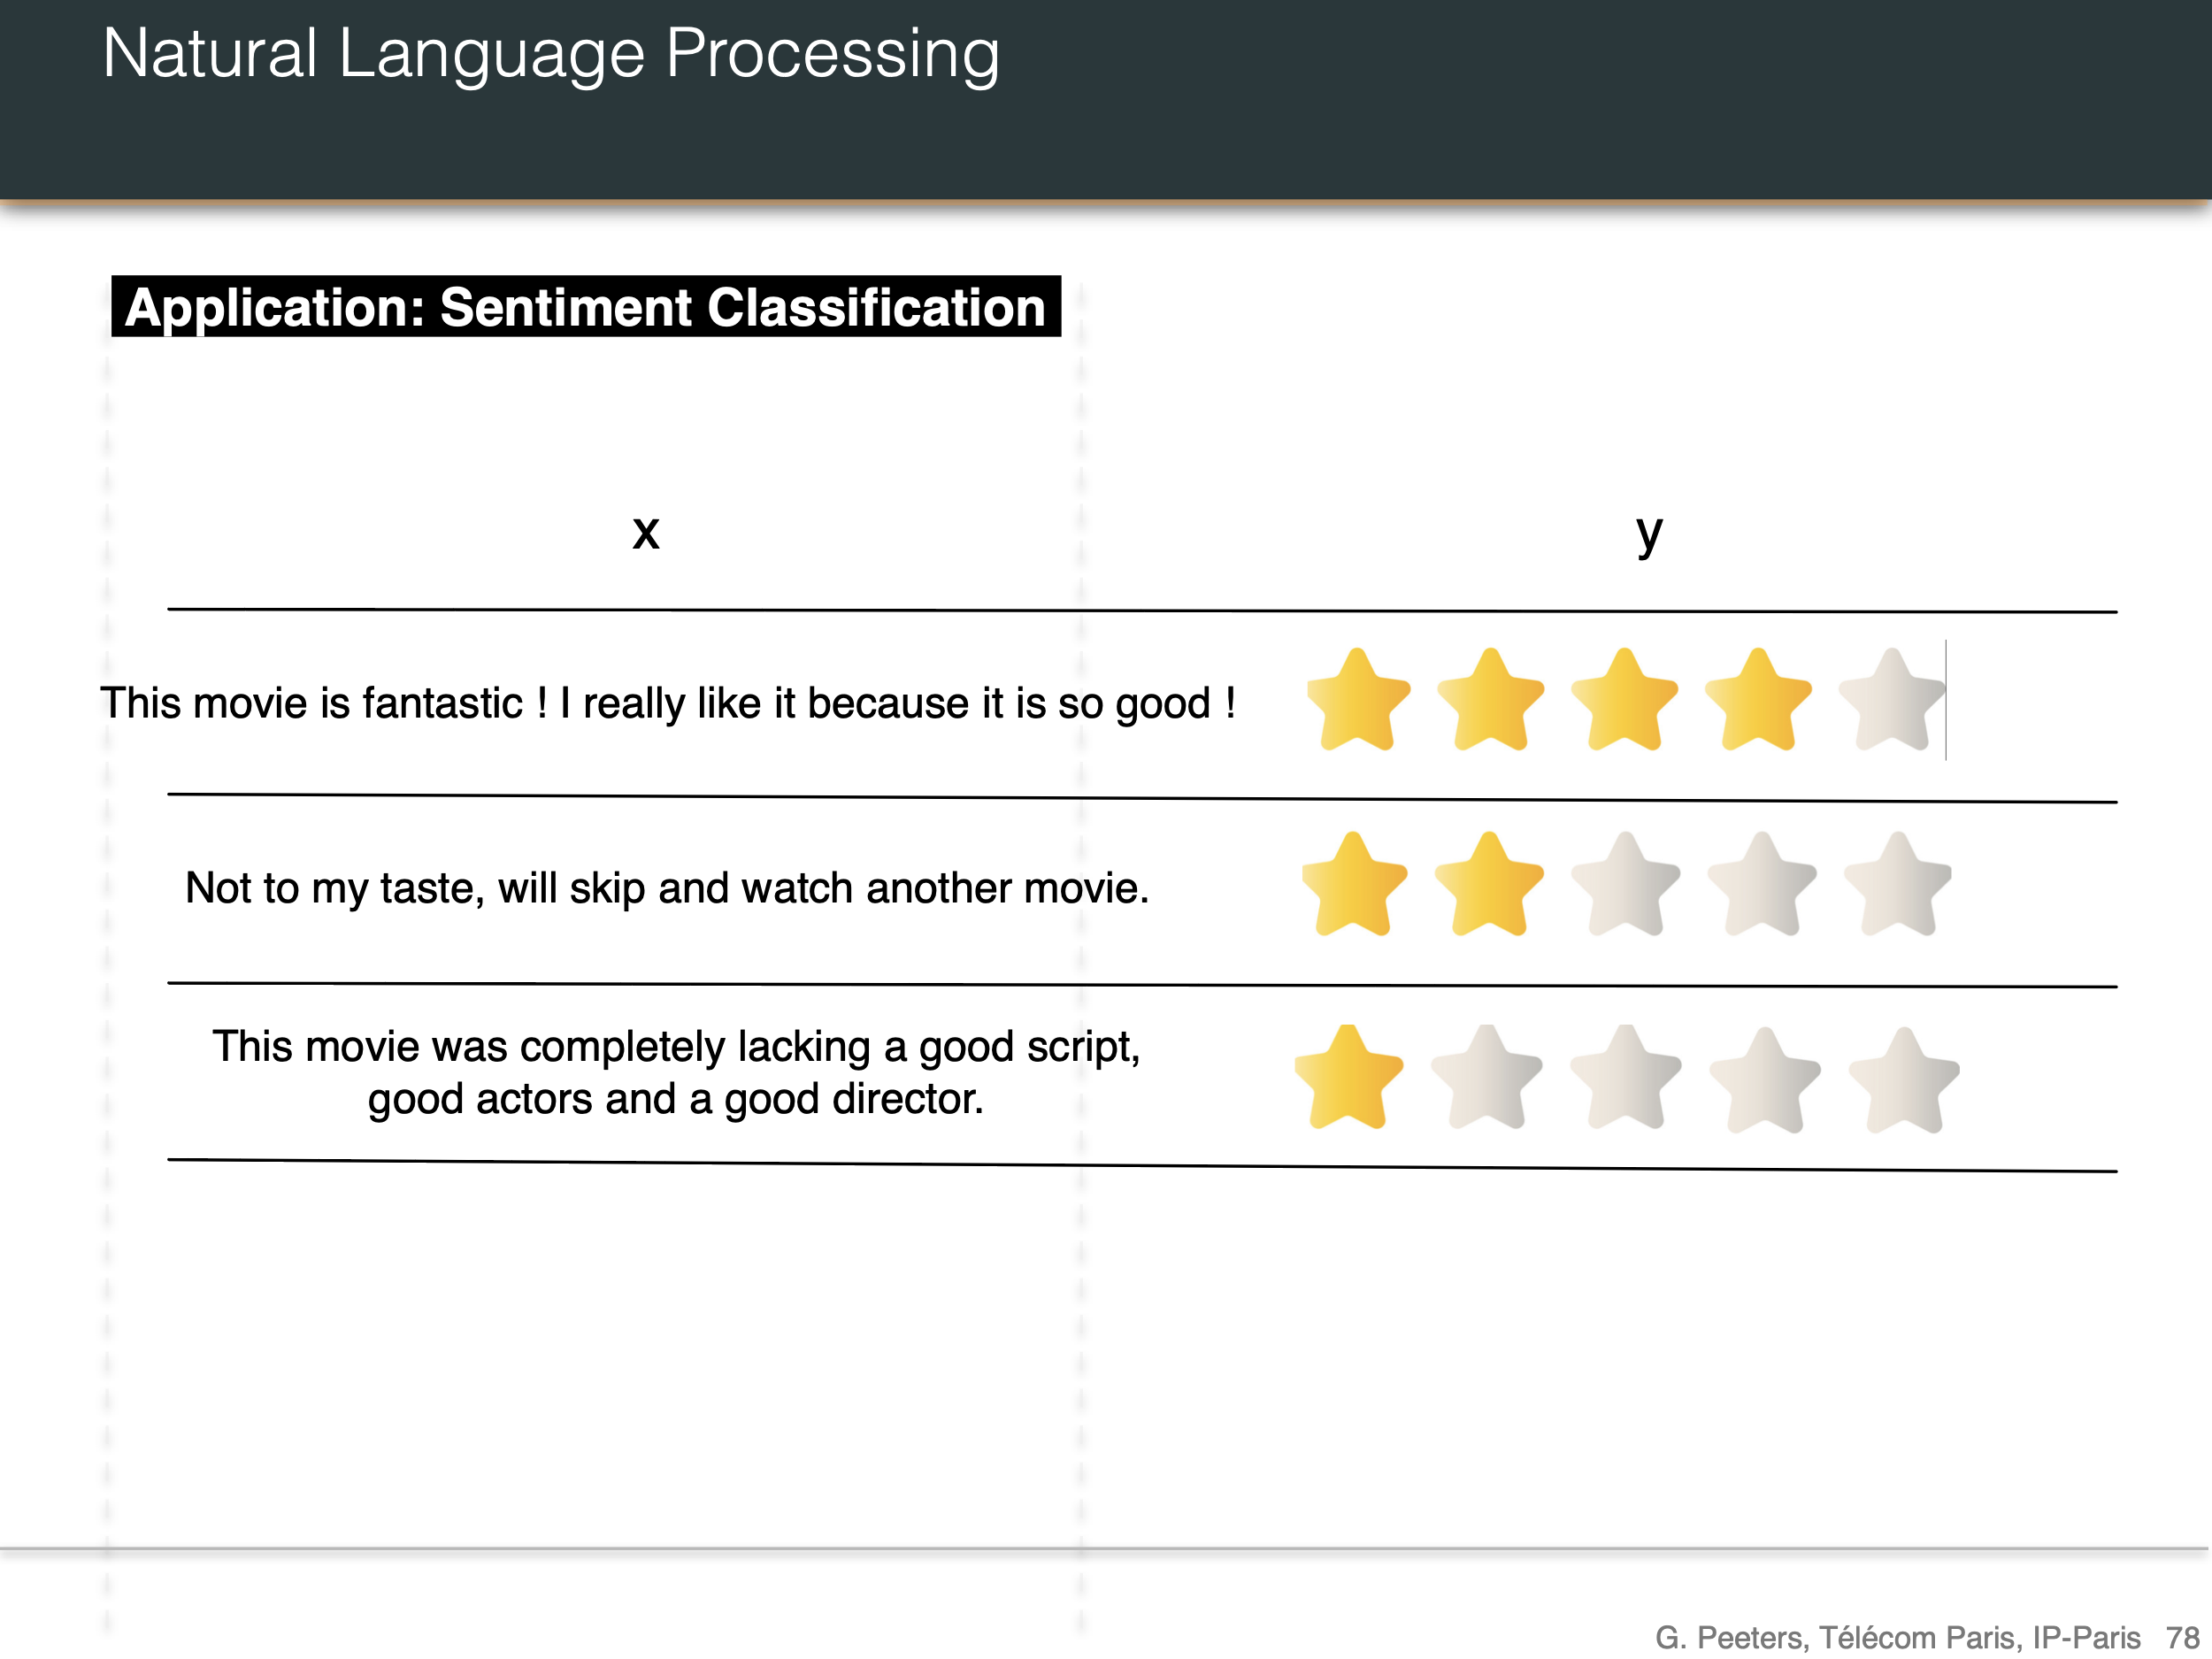 Natural Language Processing
Application: Sentiment Classification
x
y
This movie is fantastic ! I really like it because it is so good !
Not to my taste, will skip and watch another movie.
This movie was completely lacking a good script,
good actors and a good director.
G. Peeters, Télécom Paris, IP-Paris 78